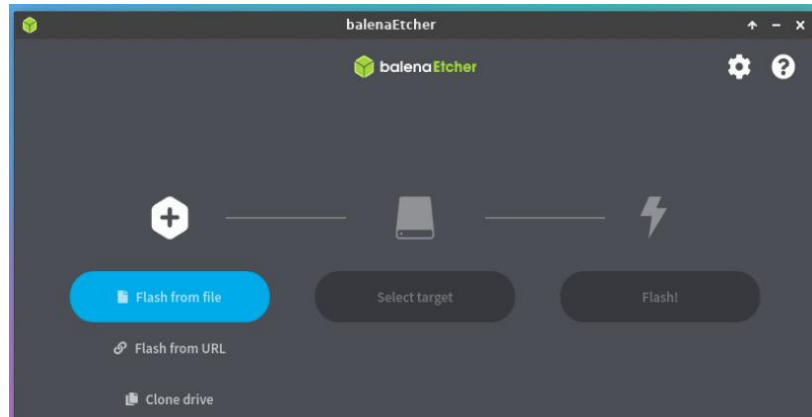 balenaEtcher
balenaEtcher
Flash from file
Select target
Flash!
Flash from URL
Clone drive